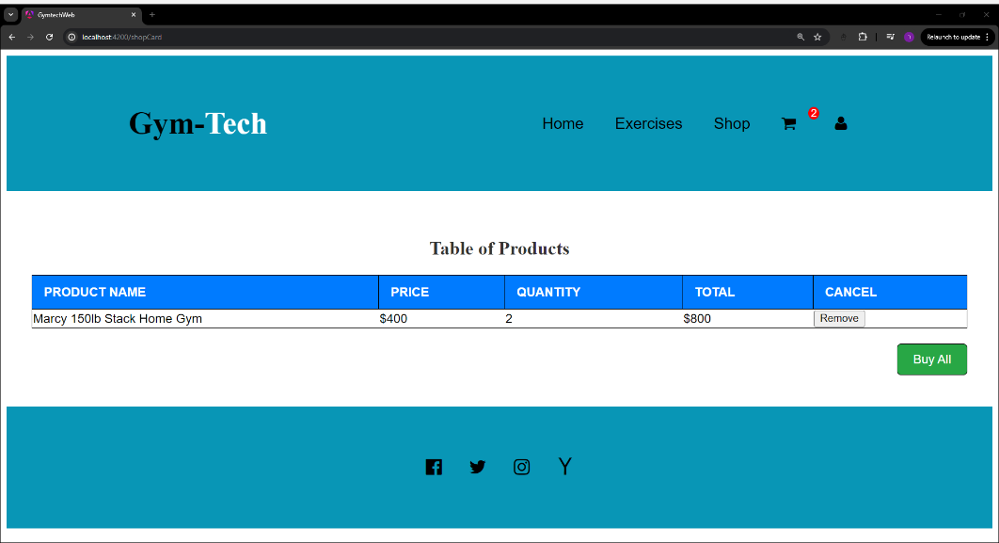 GymtechWeb
localhost:4200/shopCard
Relaunch to update
Gym-Tech
Home Exercises Shop 2
Table of Products
PRODUCT NAME PRICE QUANTITY TOTAL CANCEL
Marcy 150lb Stack Home Gym $400 2 $800 Remove
Buy All